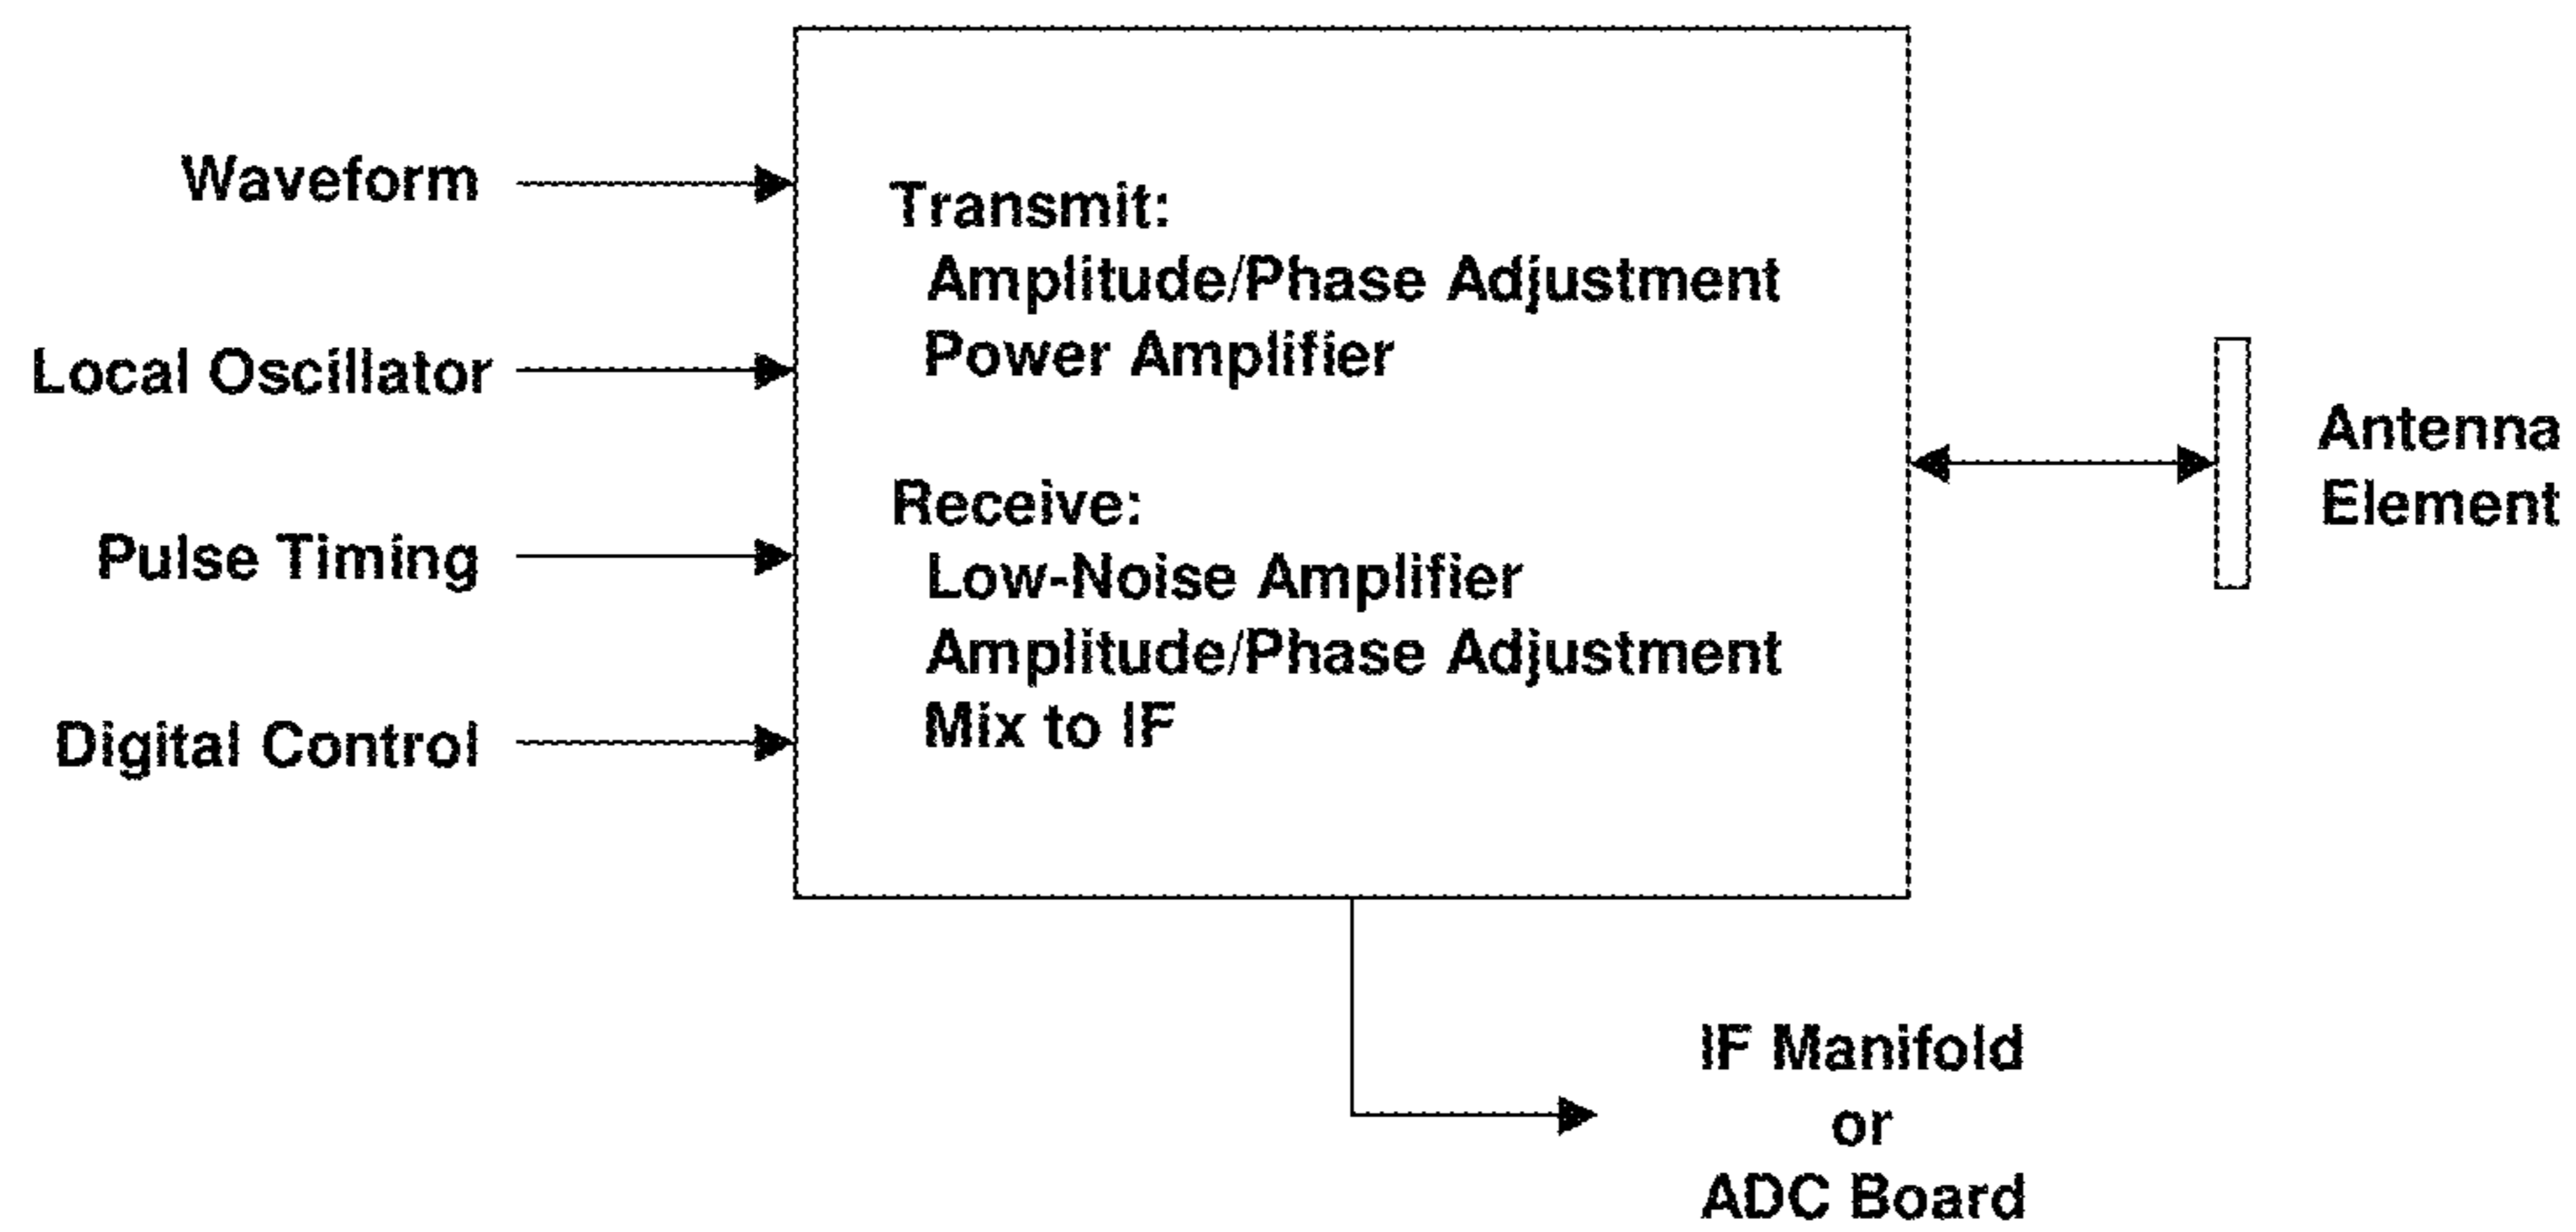 Waveform
Local Oscillator
Pulse Timing
Digital Control
Transmit:
Amplitude/Phase Adjustment
Power Amplifier
Receive:
Low-Noise Amplifier
Amplitude/Phase Adjustment
Mix to IF
Antenna
Element
IF Manifold
or
ADC Board